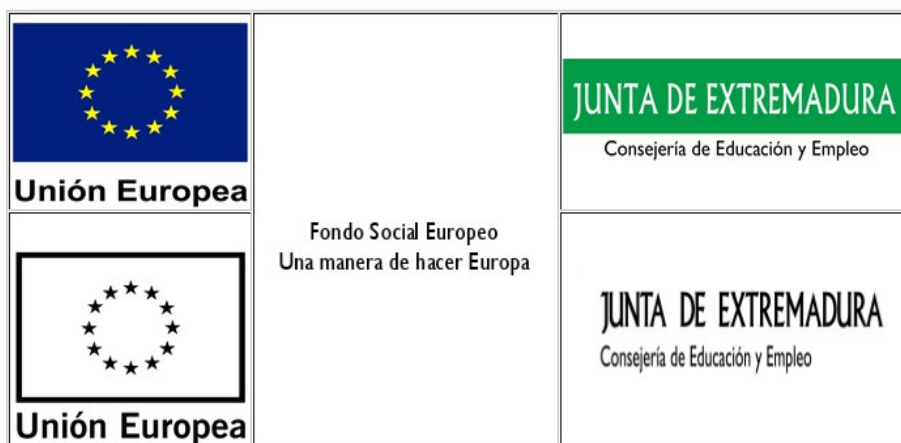 Unión Europea
Fondo Social Europeo
Una manera de hacer Europa
JUNTA DE EXTREMADURA
Consejería de Educación y Empleo
Unión Europea
JUNTA DE EXTREMADURA
Consejería de Educación y Empleo